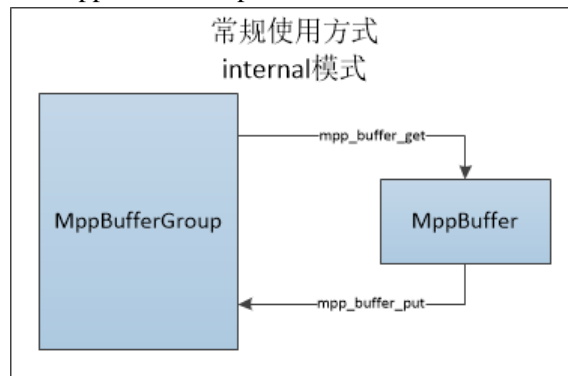 常规使用方式
internal模式
mpp_buffer_get
MppBufferGroup
MppBuffer
mpp_buffer_put